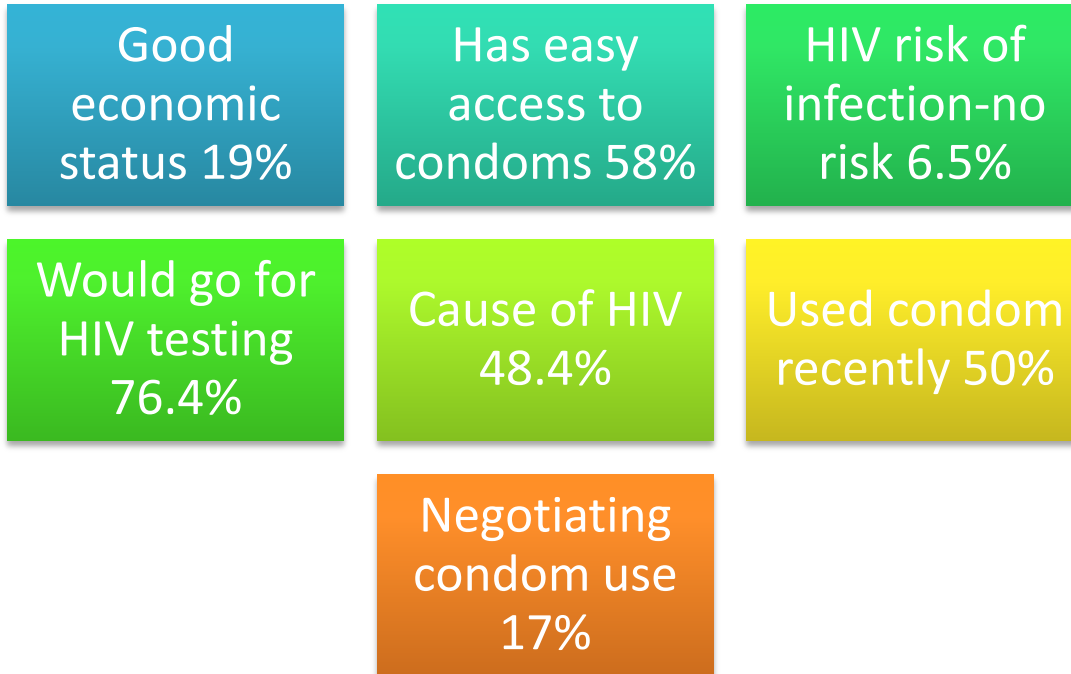 Good
economic
status 19%
Has easy
access to
condoms 58%
HIV risk of
infection-no
risk 6.5%
Would go for
HIV testing
76.4%
Cause of HIV
48.4%
Used condom
recently 50%
Negotiating
condom use
17%